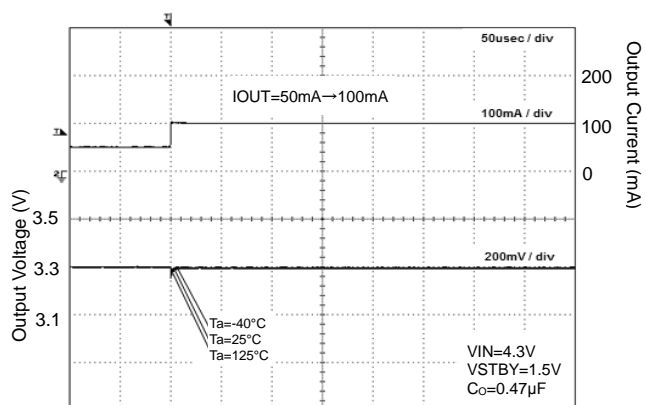 50usec / div
200
IOUT=50mA→100mA
100mA / div
100
0
Output Current (mA)
3.5
200mV / div
3.3
3.1
Output Voltage (V)
Ta=-40°C
Ta=25°C
Ta=125°C
VIN=4.3V
VSTBY=1.5V
Co=0.47µF